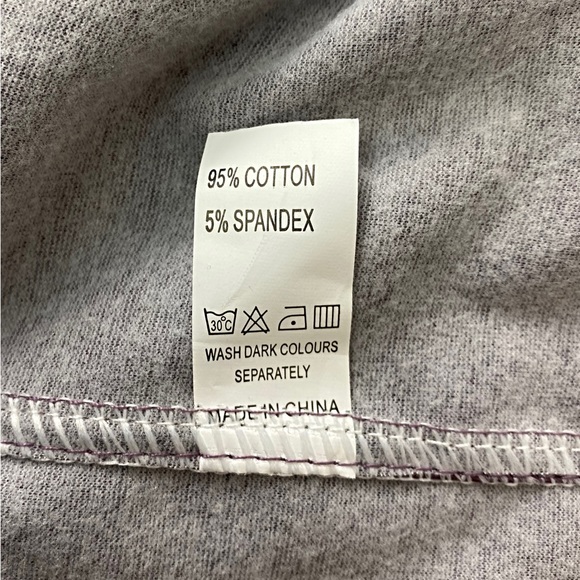 95% COTTON
5% SPANDEX
30°C
WASH DARK COLOURS
SEPARATELY
MADE IN CHINA